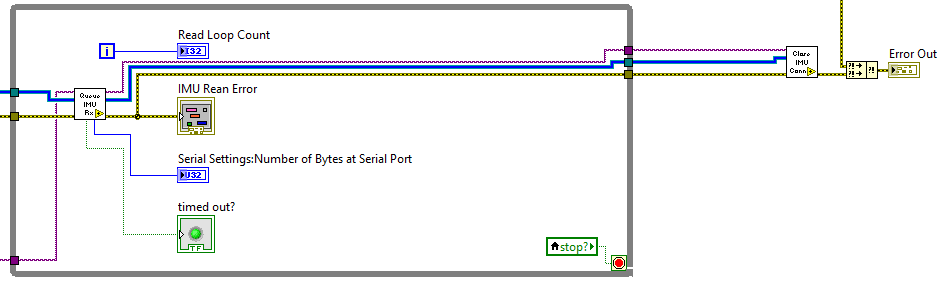 Read Loop Count
i
I32
Clare
IMU
Conn
Error Out
IMU Rean Error
Queue
IMU
Rx
Serial Settings:Number of Bytes at Serial Port
U32
timed out?
TF
stop?
?!
?!
?!